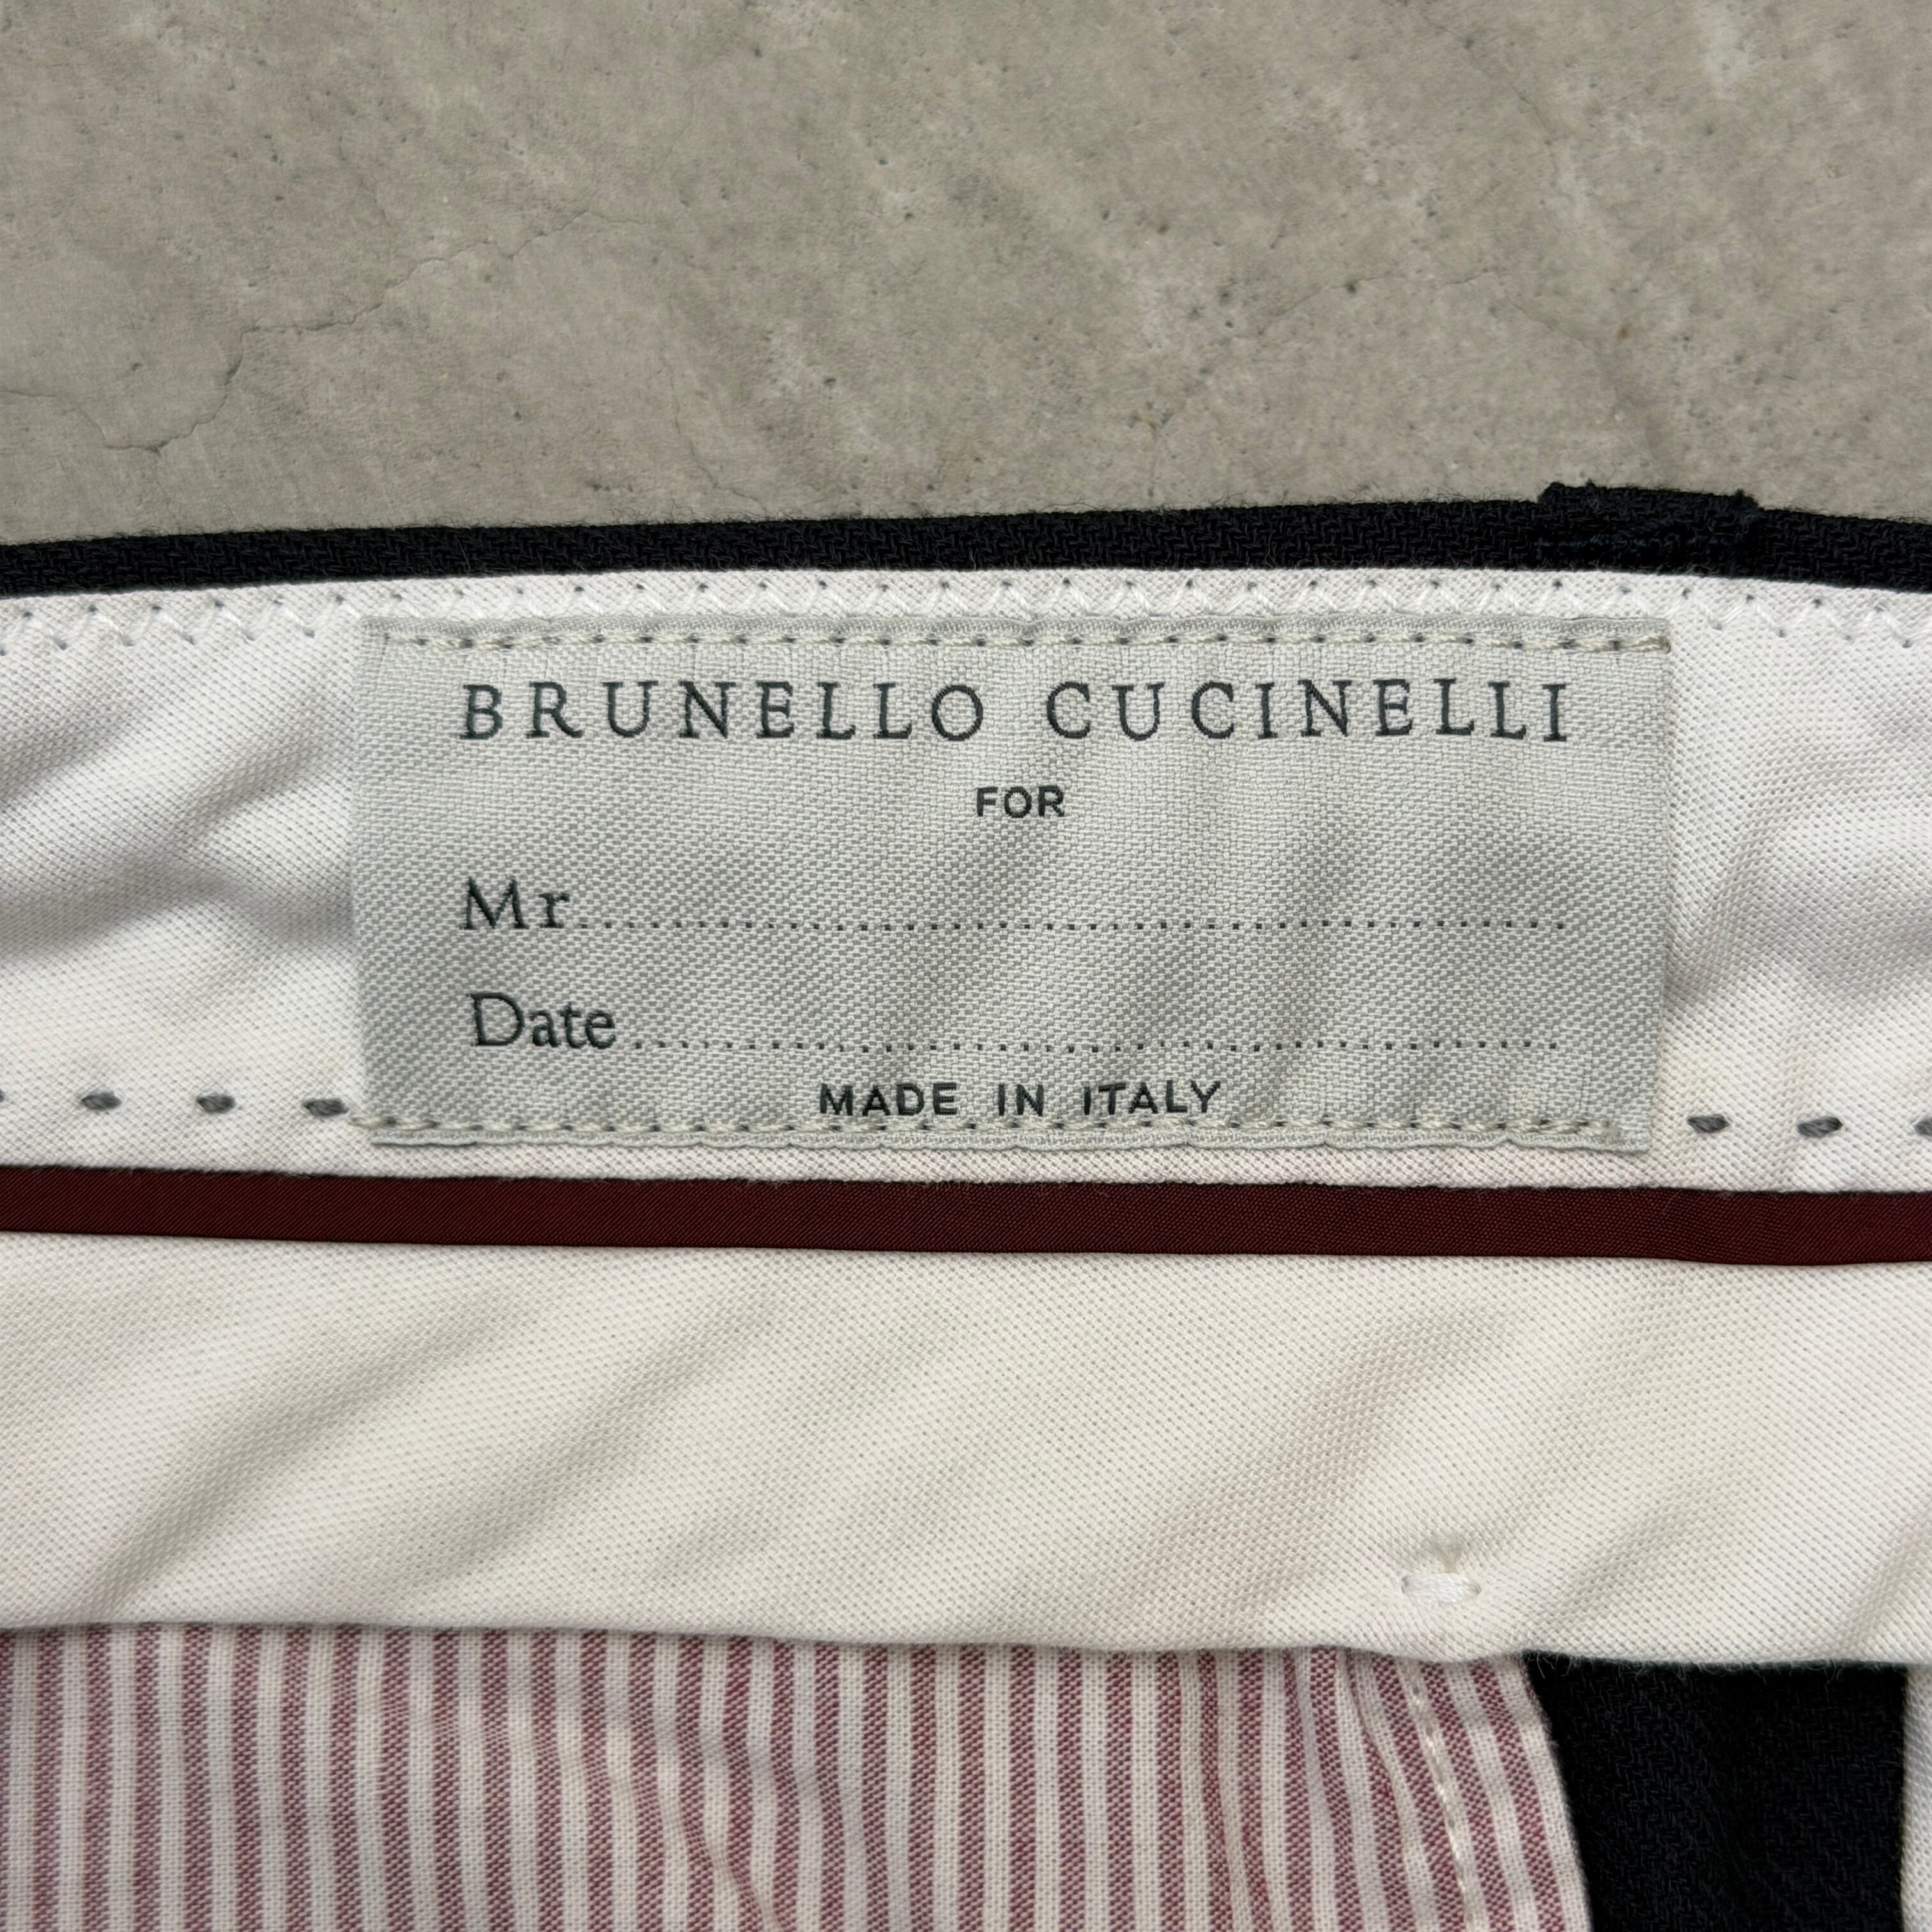 BRUNELLO CUCINELLI
FOR
Mr..............................................
Date..............................................
MADE IN ITALY